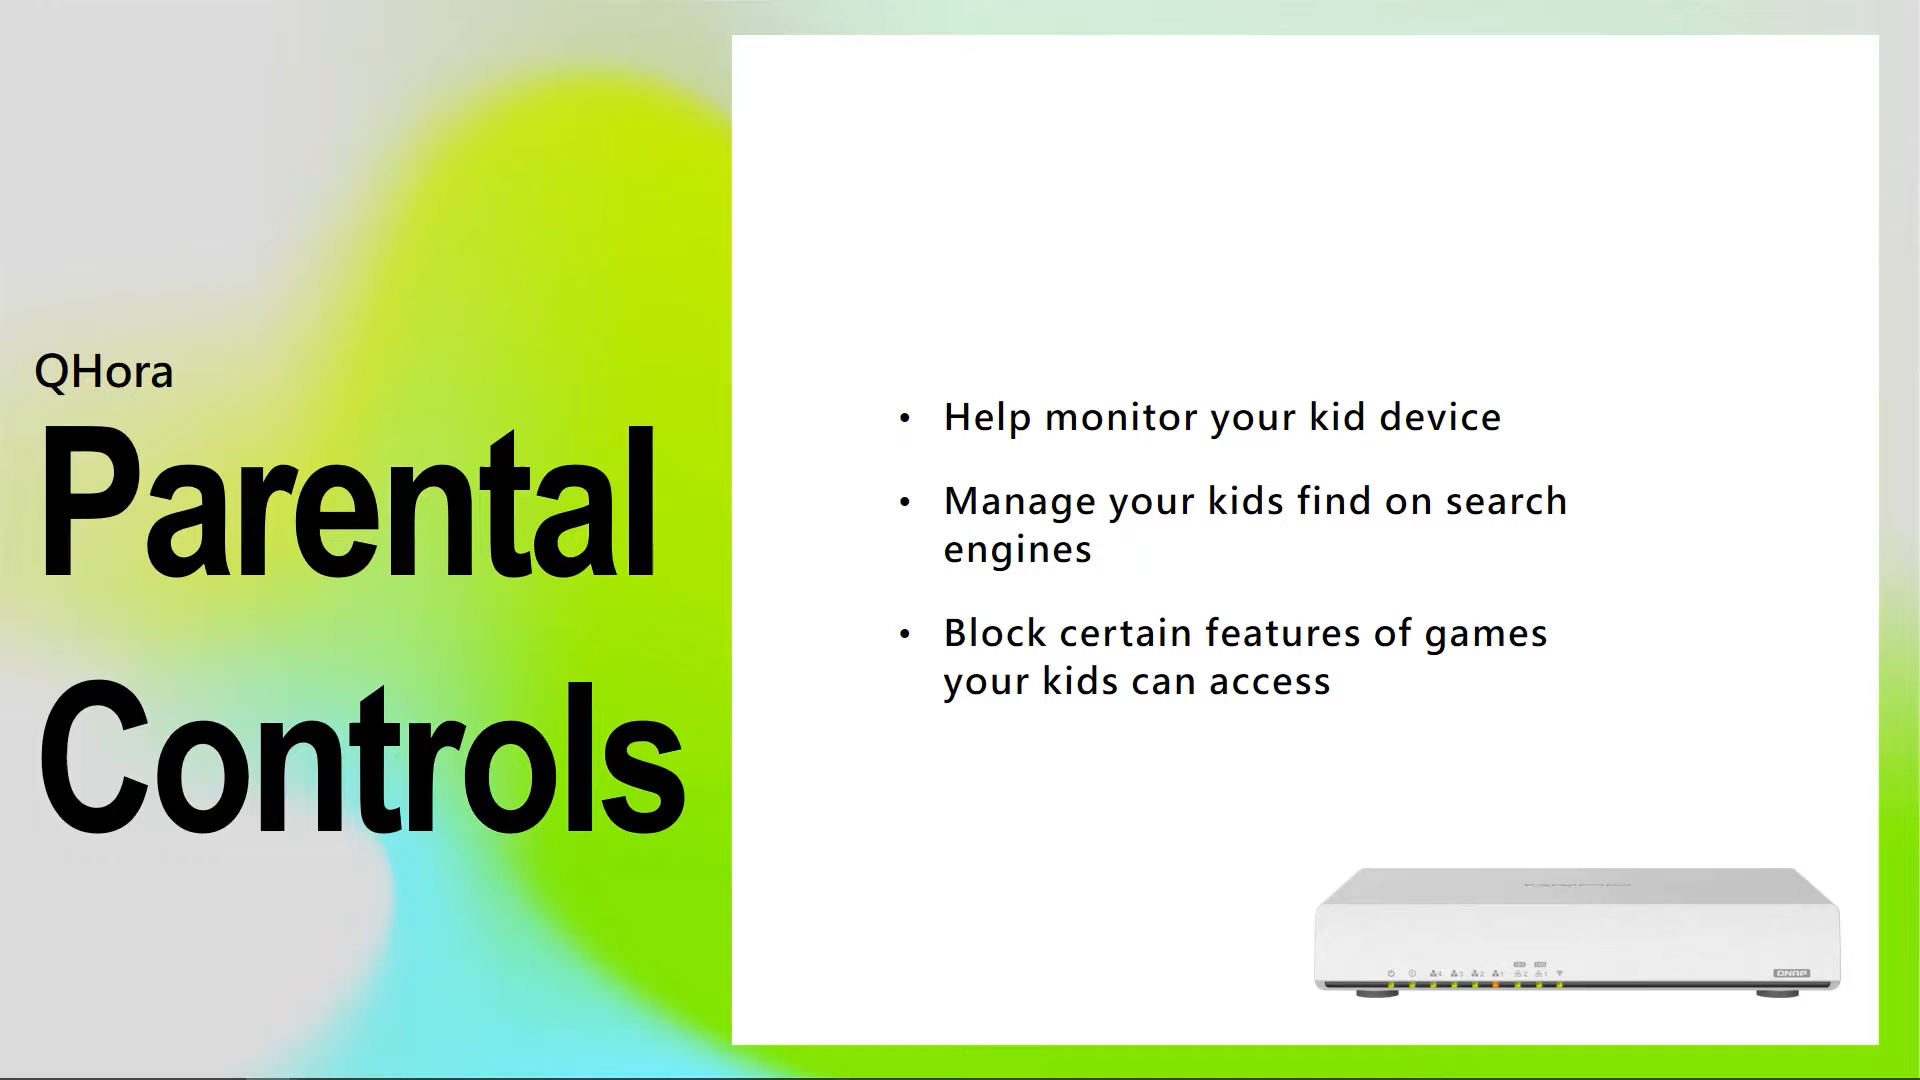 QHora
Parental
Controls
• Help monitor your kid device
• Manage your kids find on search
engines
• Block certain features of games
your kids can access
QNAP